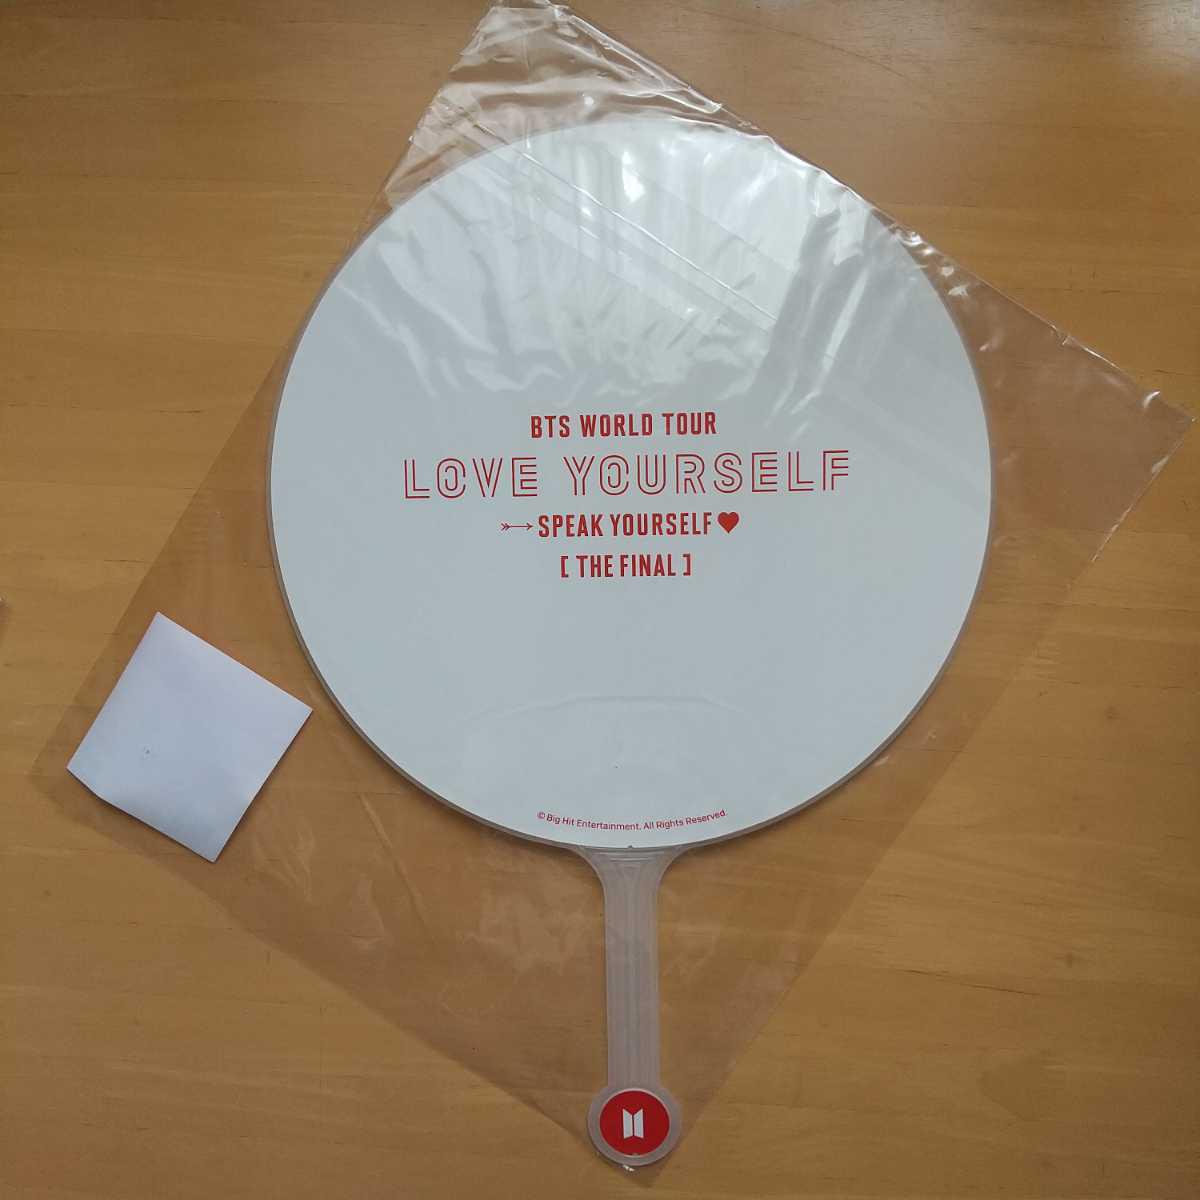 BTS WORLD TOUR
LOVE YOURSELF
SPEAK YOURSELF
[ THE FINAL ]
© Big Hit Entertainment. All Rights Reserved.